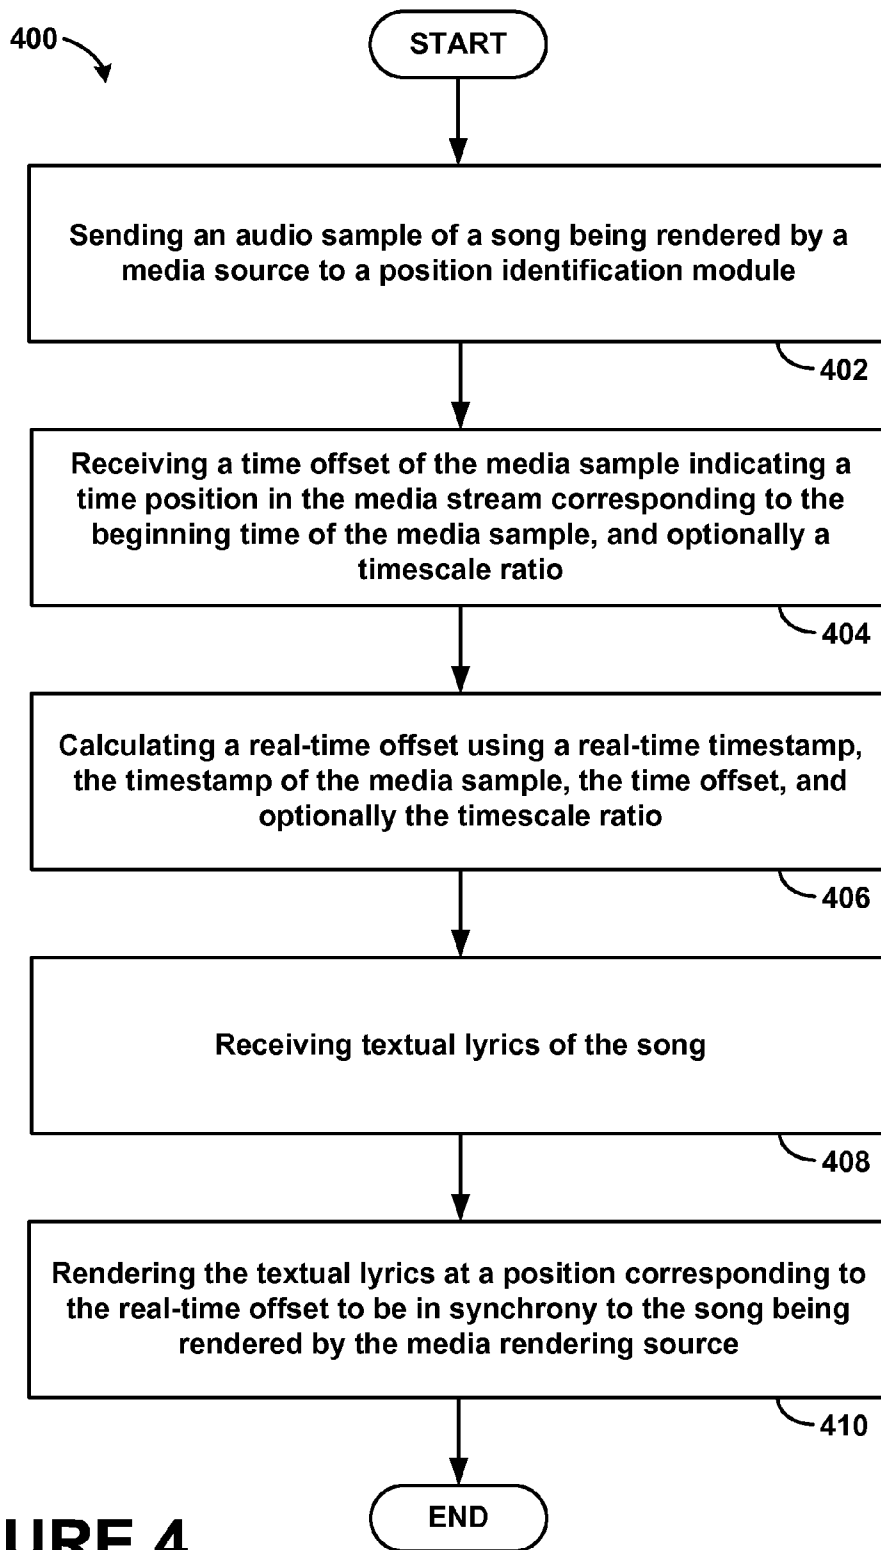 400
START
Sending an audio sample of a song being rendered by a
media source to a position identification module
402
Receiving a time offset of the media sample indicating a
time position in the media stream corresponding to the
beginning time of the media sample, and optionally a
timescale ratio
404
Calculating a real-time offset using a real-time timestamp,
the timestamp of the media sample, the time offset, and
optionally the timescale ratio
406
Receiving textual lyrics of the song
408
Rendering the textual lyrics at a position corresponding to
the real-time offset to be in synchrony to the song being
rendered by the media rendering source
410
END
URE 4